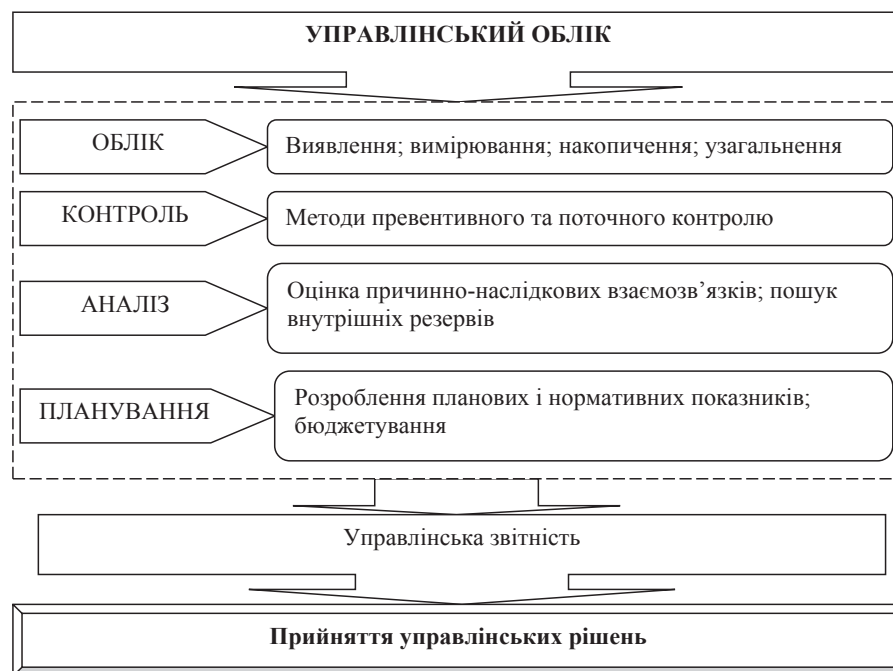 УПРАВЛІНСЬКИЙ ОБЛІК
ОБЛІК
Виявлення; вимірювання; накопичення; узагальнення
КОНТРОЛЬ
Методи превентивного та поточного контролю
АНАЛІЗ
Оцінка причинно-наслідкових взаємозв’язків; пошук
внутрішніх резервів
ПЛАНУВАННЯ
Розроблення планових і нормативних показників;
бюджетування
Управлінська звітність
Прийняття управлінських рішень